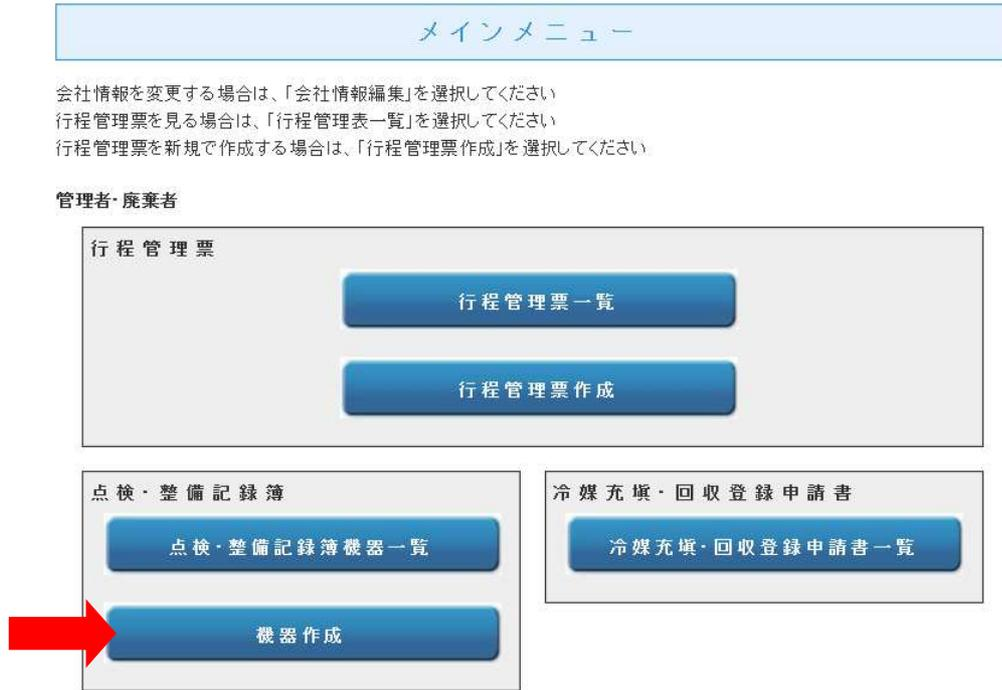 メインメニュー
会社情報を変更する場合は、「会社情報編集」を選択してください
行程管理票を見る場合は、「行程管理表一覧」を選択してください
行程管理票を新規で作成する場合は、「行程管理票作成」を選択してください
管理者・廃棄者
行程管理票
行程管理票一覧
行程管理票作成
点検・整備記録簿
点検・整備記録簿機器一覧
機器作成
冷媒充填・回収登録申請書
冷媒充填・回収登録申請書一覧